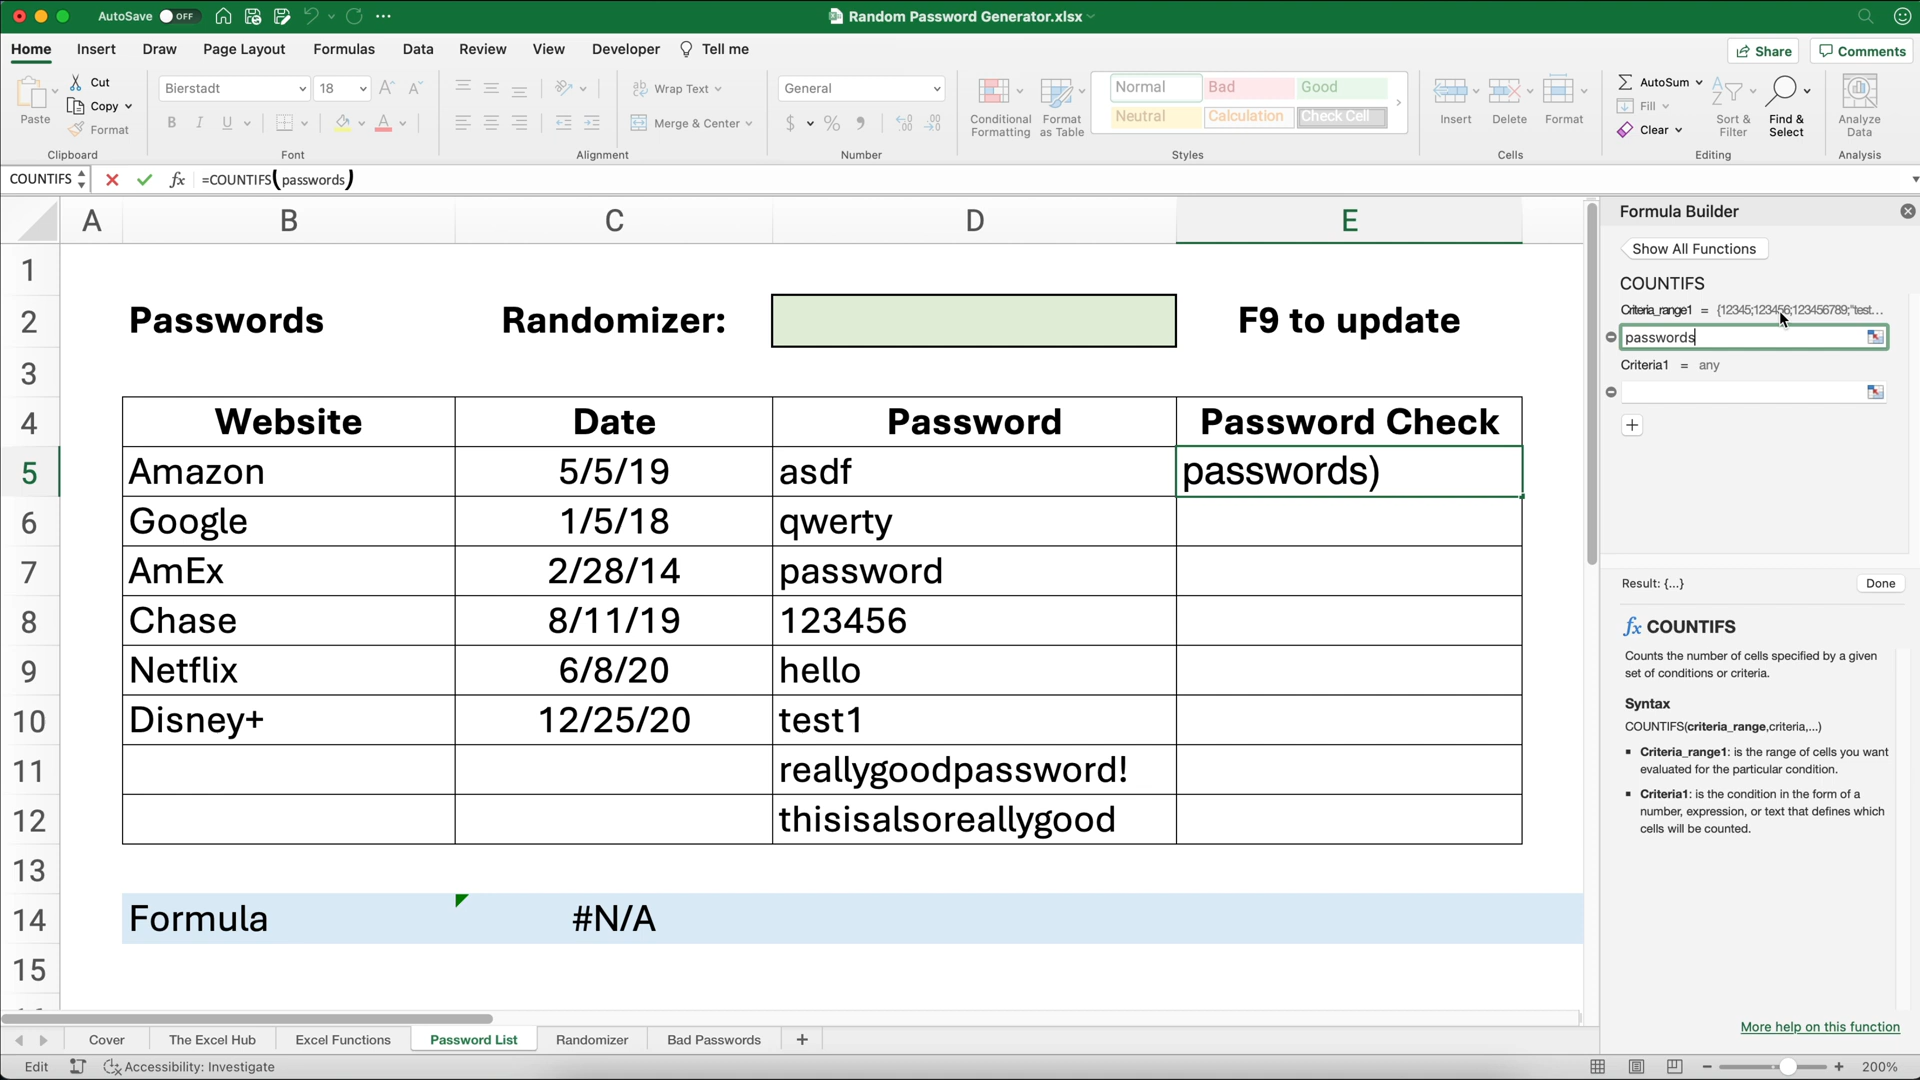 AutoSave OFF
Random Password Generator.xlsx
Home Insert Draw Page Layout Formulas Data Review View Developer Tell me
Share Comments
Paste
Cut
Copy
Format
Clipboard
Bierstadt 18
B I U
Font
Wrap Text
Merge & Center
Alignment
General
$ %
Number
Conditional Formatting
Format as Table
Normal Bad Good
Neutral Calculation Check Cell
Styles
Insert Delete Format
Cells
AutoSum
Fill
Clear
Sort & Filter
Find & Select
Editing
Analyze Data
Analysis
COUNTIFS fx =COUNTIFS(passwords)
A B C D E
1
2 Passwords Randomizer: F9 to update
3
4 Website Date Password Password Check
5 Amazon 5/5/19 asdf passwords)
6 Google 1/5/18 qwerty
7 AmEx 2/28/14 password
8 Chase 8/11/19 123456
9 Netflix 6/8/20 hello
10 Disney+ 12/25/20 test1
11 reallygoodpassword!
12 thisisalsoreallygood
13
14 Formula #N/A
15
Formula Builder
Show All Functions
COUNTIFS
Criteria_range1 = {12345;123456;123456789;"test...
passwords
Criteria1 = any
Result: {...}
Done
fx COUNTIFS
Counts the number of cells specified by a given
set of conditions or criteria.
Syntax
COUNTIFS(criteria_range,criteria,...)
Criteria_range1: is the range of cells you want
evaluated for the particular condition.
Criteria1: is the condition in the form of a
number, expression, or text that defines which
cells will be counted.
More help on this function
Cover The Excel Hub Excel Functions Password List Randomizer Bad Passwords +
Edit Accessibility: Investigate
200%